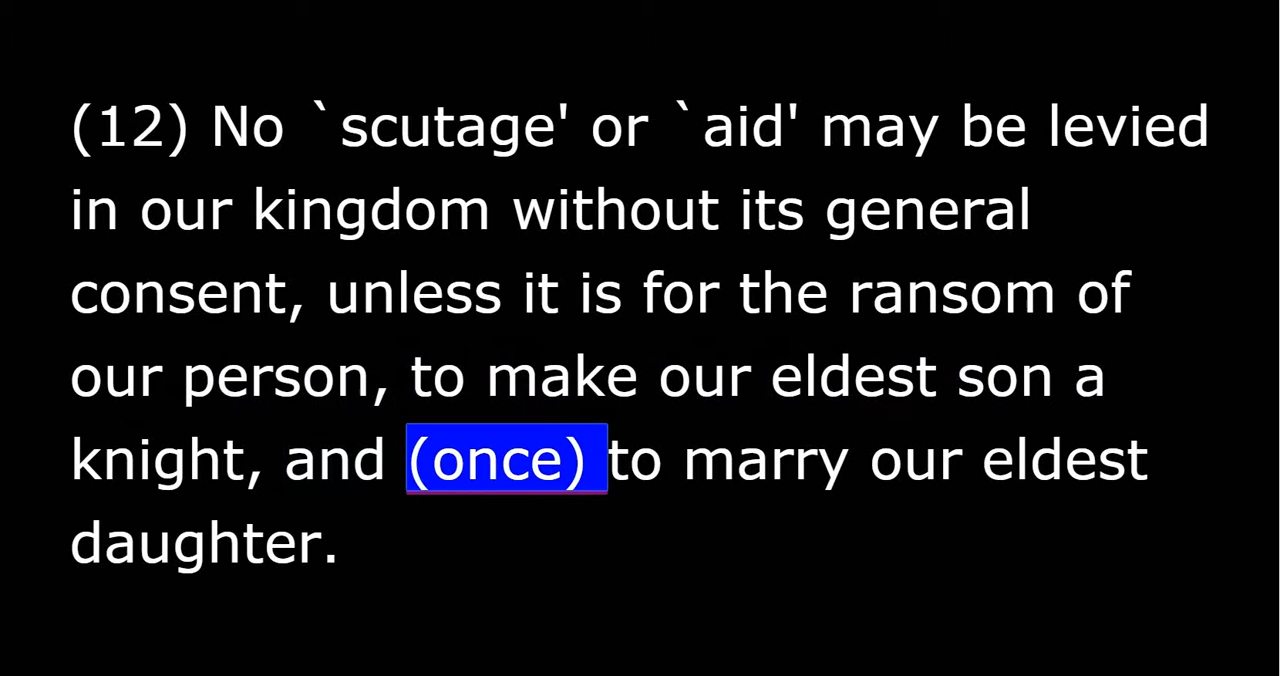 (12) No `scutage' or `aid' may be levied
in our kingdom without its general
consent, unless it is for the ransom of
our person, to make our eldest son a
knight, and (once) to marry our eldest
daughter.